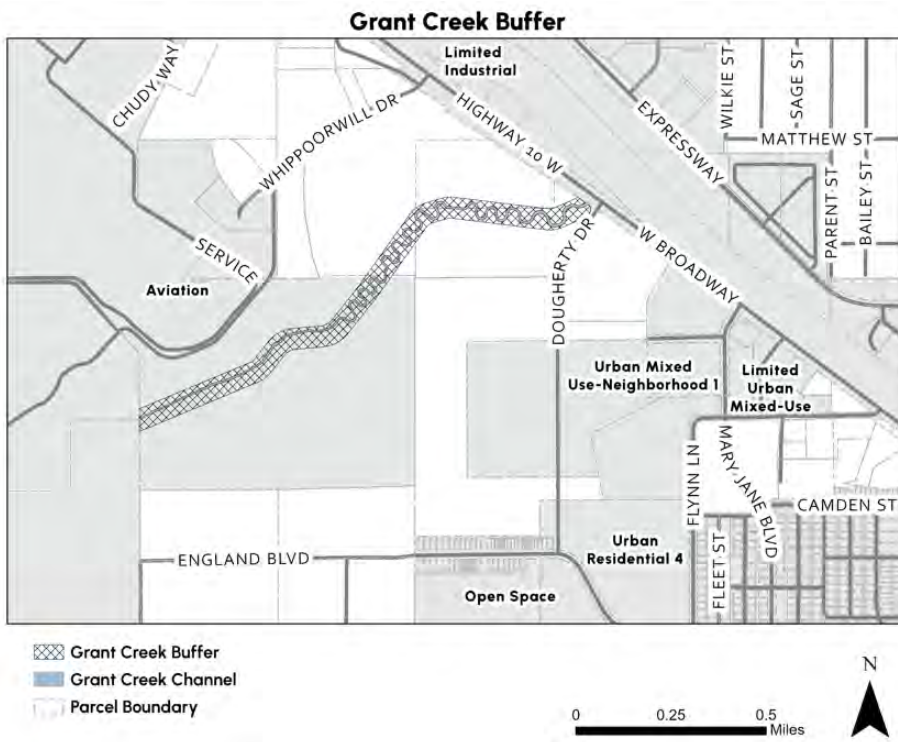 Grant Creek Buffer
Limited
Industrial
CHUDY WAY
WHIPPOORWILL DR
HIGHWAY 10 W
EXPRESSWAY
WILKIE ST
SAGE ST
MATTHEW ST
PARENT ST
BAILEY ST
SERVICE
Aviation
DOUGHERTY DR
W BROADWAY
Urban Mixed
Use-Neighborhood 1
Limited
Urban
Mixed-Use
FLYNN LN
MARY JANE BLVD
CAMDEN ST
ENGLAND BLVD
Urban
Residential 4
FLEET ST
Open Space
Grant Creek Buffer
Grant Creek Channel
Parcel Boundary
N
0 0.25 0.5
Miles